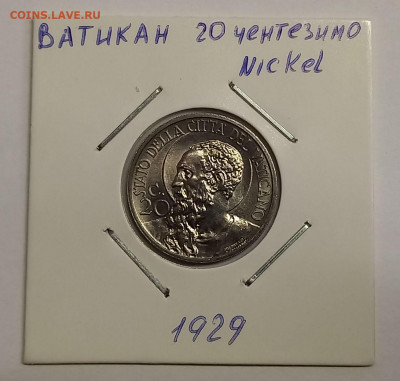 COINS.LAVE.RU
ВАТИКАН 20 чентезимо
Nickel
STATO DELLA CITTA DEL VATICANO
C. 20
1929